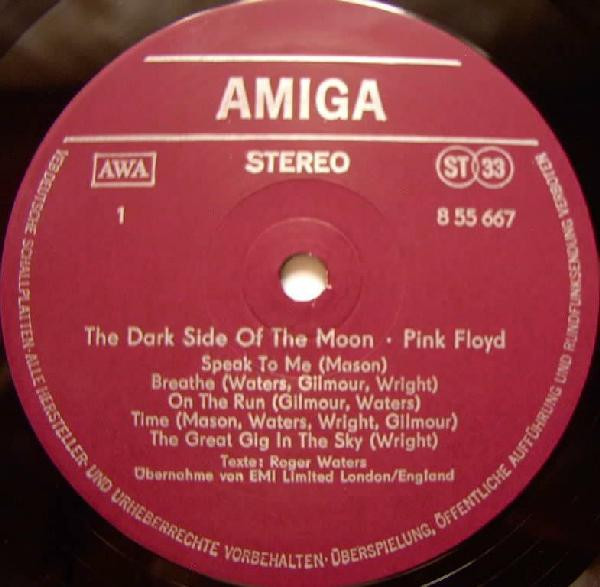 AMIGA
AWA
STEREO
ST 33
1
8 55 667
The Dark Side Of The Moon · Pink Floyd
Speak To Me (Mason)
Breathe (Waters, Gilmour, Wright)
On The Run (Gilmour, Waters)
Time (Mason, Waters, Wright, Gilmour)
The Great Gig In The Sky (Wright)
Texte: Roger Waters
Übernahme von EMI Limited London/England
VEB DEUTSCHE SCHALLPLATTEN · ALLE HERSTELLER- UND URHEBERRECHTE VORBEHALTEN · ÜBERSPIELUNG, ÖFFENTLICHE AUFFÜHRUNG UND RUNDFUNKSENDUNG VERBOTEN